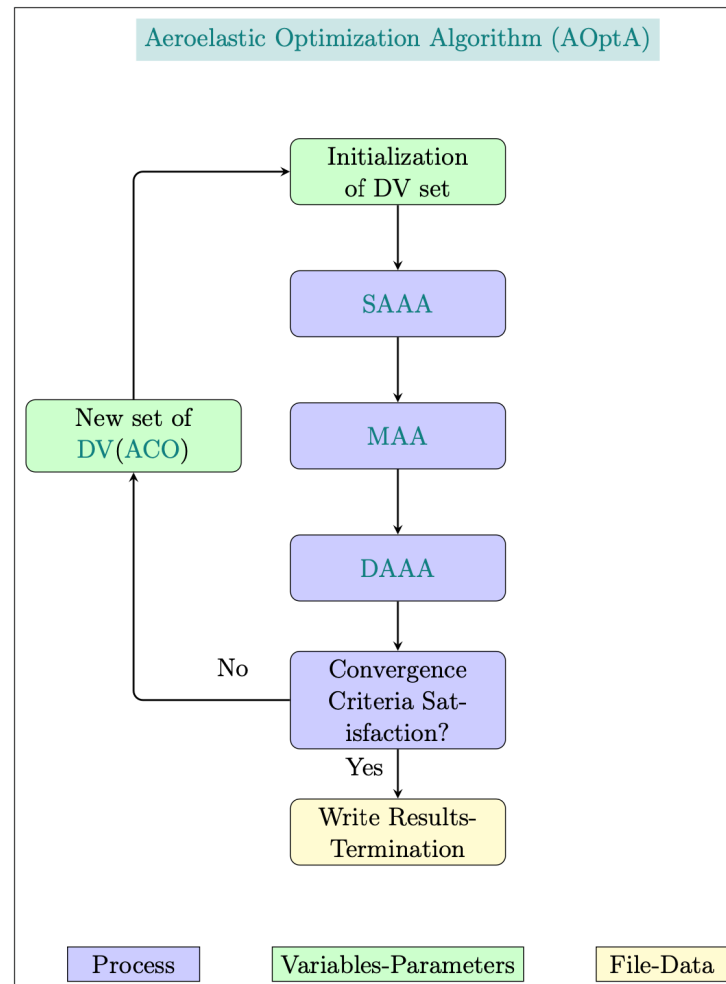 Aeroelastic Optimization Algorithm (AOptA)
Initialization
of DV set
SAAA
New set of
DV(ACO)
MAA
DAAA
No
Convergence
Criteria Sat-
isfaction?
Yes
Write Results-
Termination
Process
Variables-Parameters
File-Data